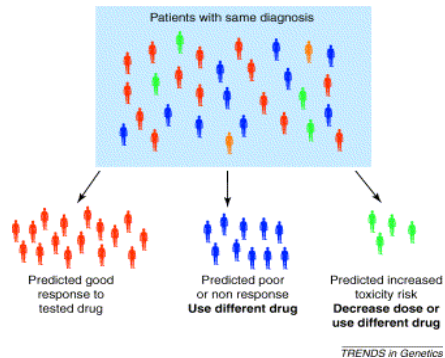 Patients with same diagnosis
Predicted good
response to
tested drug
Predicted poor
or non response
Use different drug
Predicted increased
toxicity risk
Decrease dose or
use different drug
TRENDS in Genetics